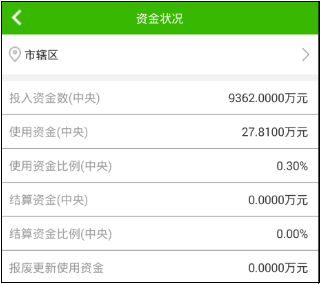 资金状况
市辖区
投入资金数(中央) 9362.0000万元
使用资金(中央) 27.8100万元
使用资金比例(中央) 0.30%
结算资金(中央) 0.0000万元
结算资金比例(中央) 0.00%
报废更新使用资金 0.0000万元